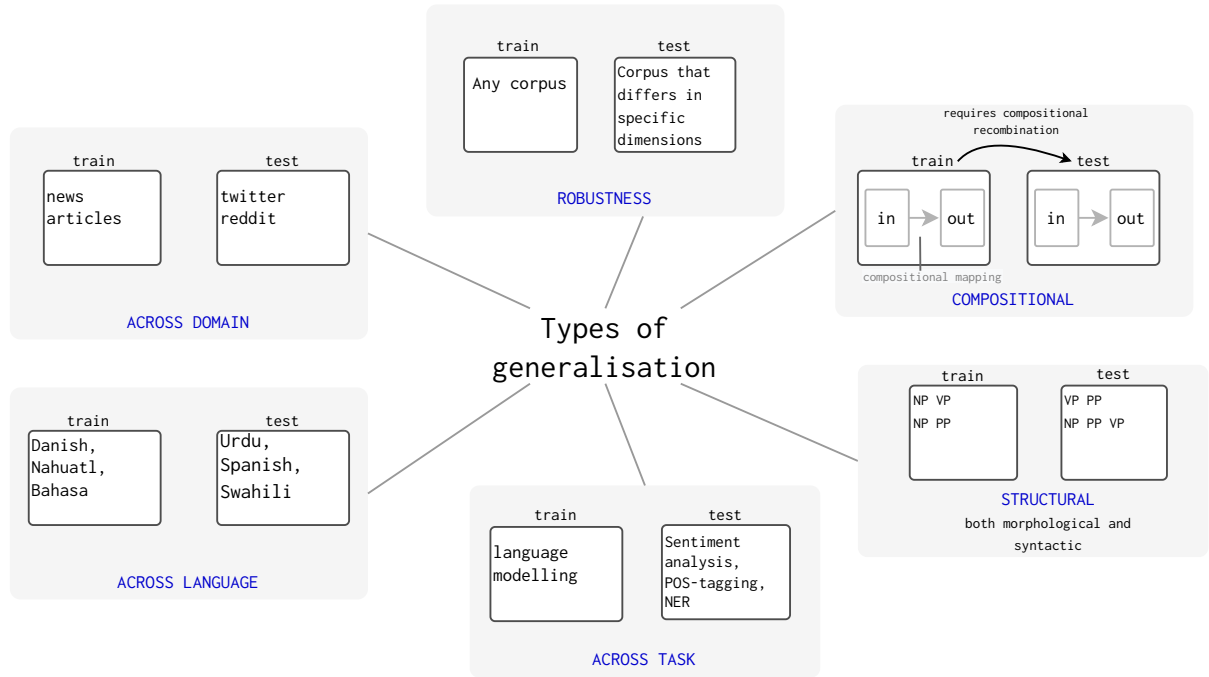 train
test
Any corpus
Corpus that
differs in
specific
dimensions
ROBUSTNESS
train
test
news
articles
twitter
reddit
ACROSS DOMAIN
requires compositional
recombination
train
test
in
out
in
out
compositional mapping
COMPOSITIONAL
Types of
generalisation
train
test
NP VP
NP PP
VP PP
NP PP VP
STRUCTURAL
both morphological and
syntactic
train
test
Danish,
Nahuatl,
Bahasa
Urdu,
Spanish,
Swahili
ACROSS LANGUAGE
train
test
language
modelling
Sentiment
analysis,
POS-tagging,
NER
ACROSS TASK